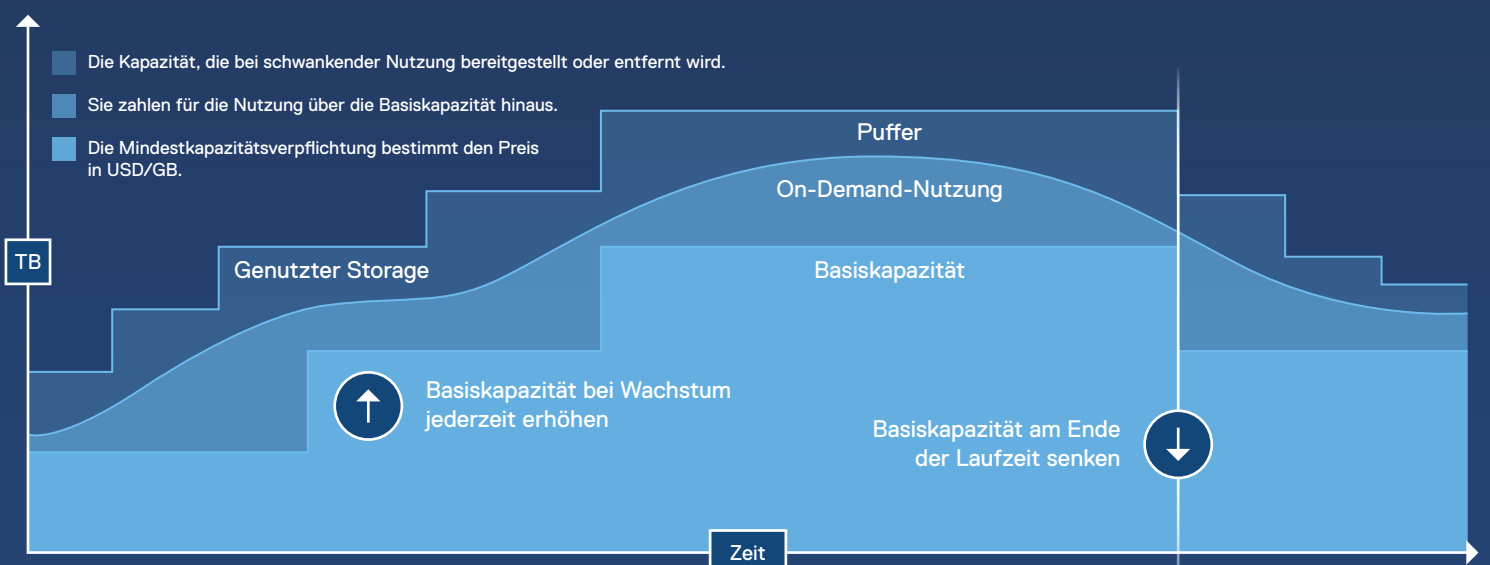 Die Kapazität, die bei schwankender Nutzung bereitgestellt oder entfernt wird.
Sie zahlen für die Nutzung über die Basiskapazität hinaus.
Die Mindestkapazitätsverpflichtung bestimmt den Preis
in USD/GB.
Puffer
On-Demand-Nutzung
TB
Genutzter Storage
Basiskapazität
Basiskapazität bei Wachstum
jederzeit erhöhen
Basiskapazität am Ende
der Laufzeit senken
Zeit